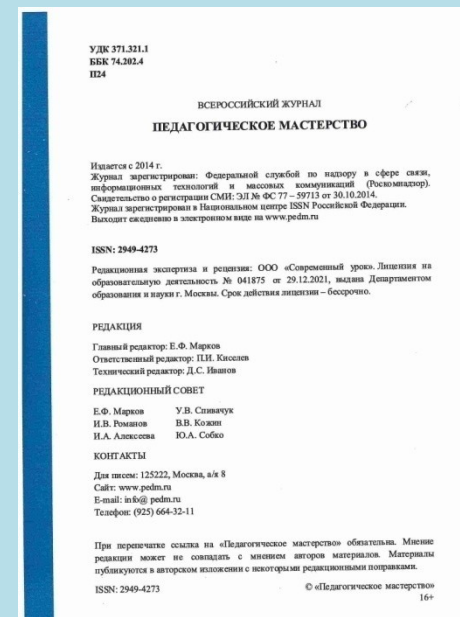 УДК 371.321.1
ББК 74.202.4
П24
ВСЕРОССИЙСКИЙ ЖУРНАЛ
ПЕДАГОГИЧЕСКОЕ МАСТЕРСТВО
Издается с 2014 г.
Журнал зарегистрирован: Федеральной службой по надзору в сфере связи,
информационных технологий и массовых коммуникаций (Роскомнадзор).
Свидетельство о регистрации СМИ: ЭЛ № ФС 77 – 59713 от 30.10.2014.
Журнал зарегистрирован в Национальном центре ISSN Российской Федерации.
Выходит ежедневно в электронном виде на www.pedm.ru
ISSN: 2949-4273
Редакционная экспертиза и рецензия: ООО «Современный урок». Лицензия на
образовательную деятельность № 041875 от 29.12.2021, выдана Департаментом
образования и науки г. Москвы. Срок действия лицензии – бессрочно.
РЕДАКЦИЯ
Главный редактор: Е.Ф. Марков
Ответственный редактор: П.И. Киселев
Технический редактор: Д.С. Иванов
РЕДАКЦИОННЫЙ СОВЕТ
Е.Ф. Марков У.В. Спивачук
И.В. Романов В.В. Кожин
И.А. Алексеева Ю.А. Собко
КОНТАКТЫ
Для писем: 125222, Москва, а/я 8
Сайт: www.pedm.ru
E-mail: info@ pedm.ru
Телефон: (925) 664-32-11
При перепечатке ссылка на «Педагогическое мастерство» обязательна. Мнение
редакции может не совпадать с мнением авторов материалов. Материалы
публикуются в авторском изложении с некоторыми редакционными поправками.
ISSN: 2949-4273 © «Педагогическое мастерство»
16+